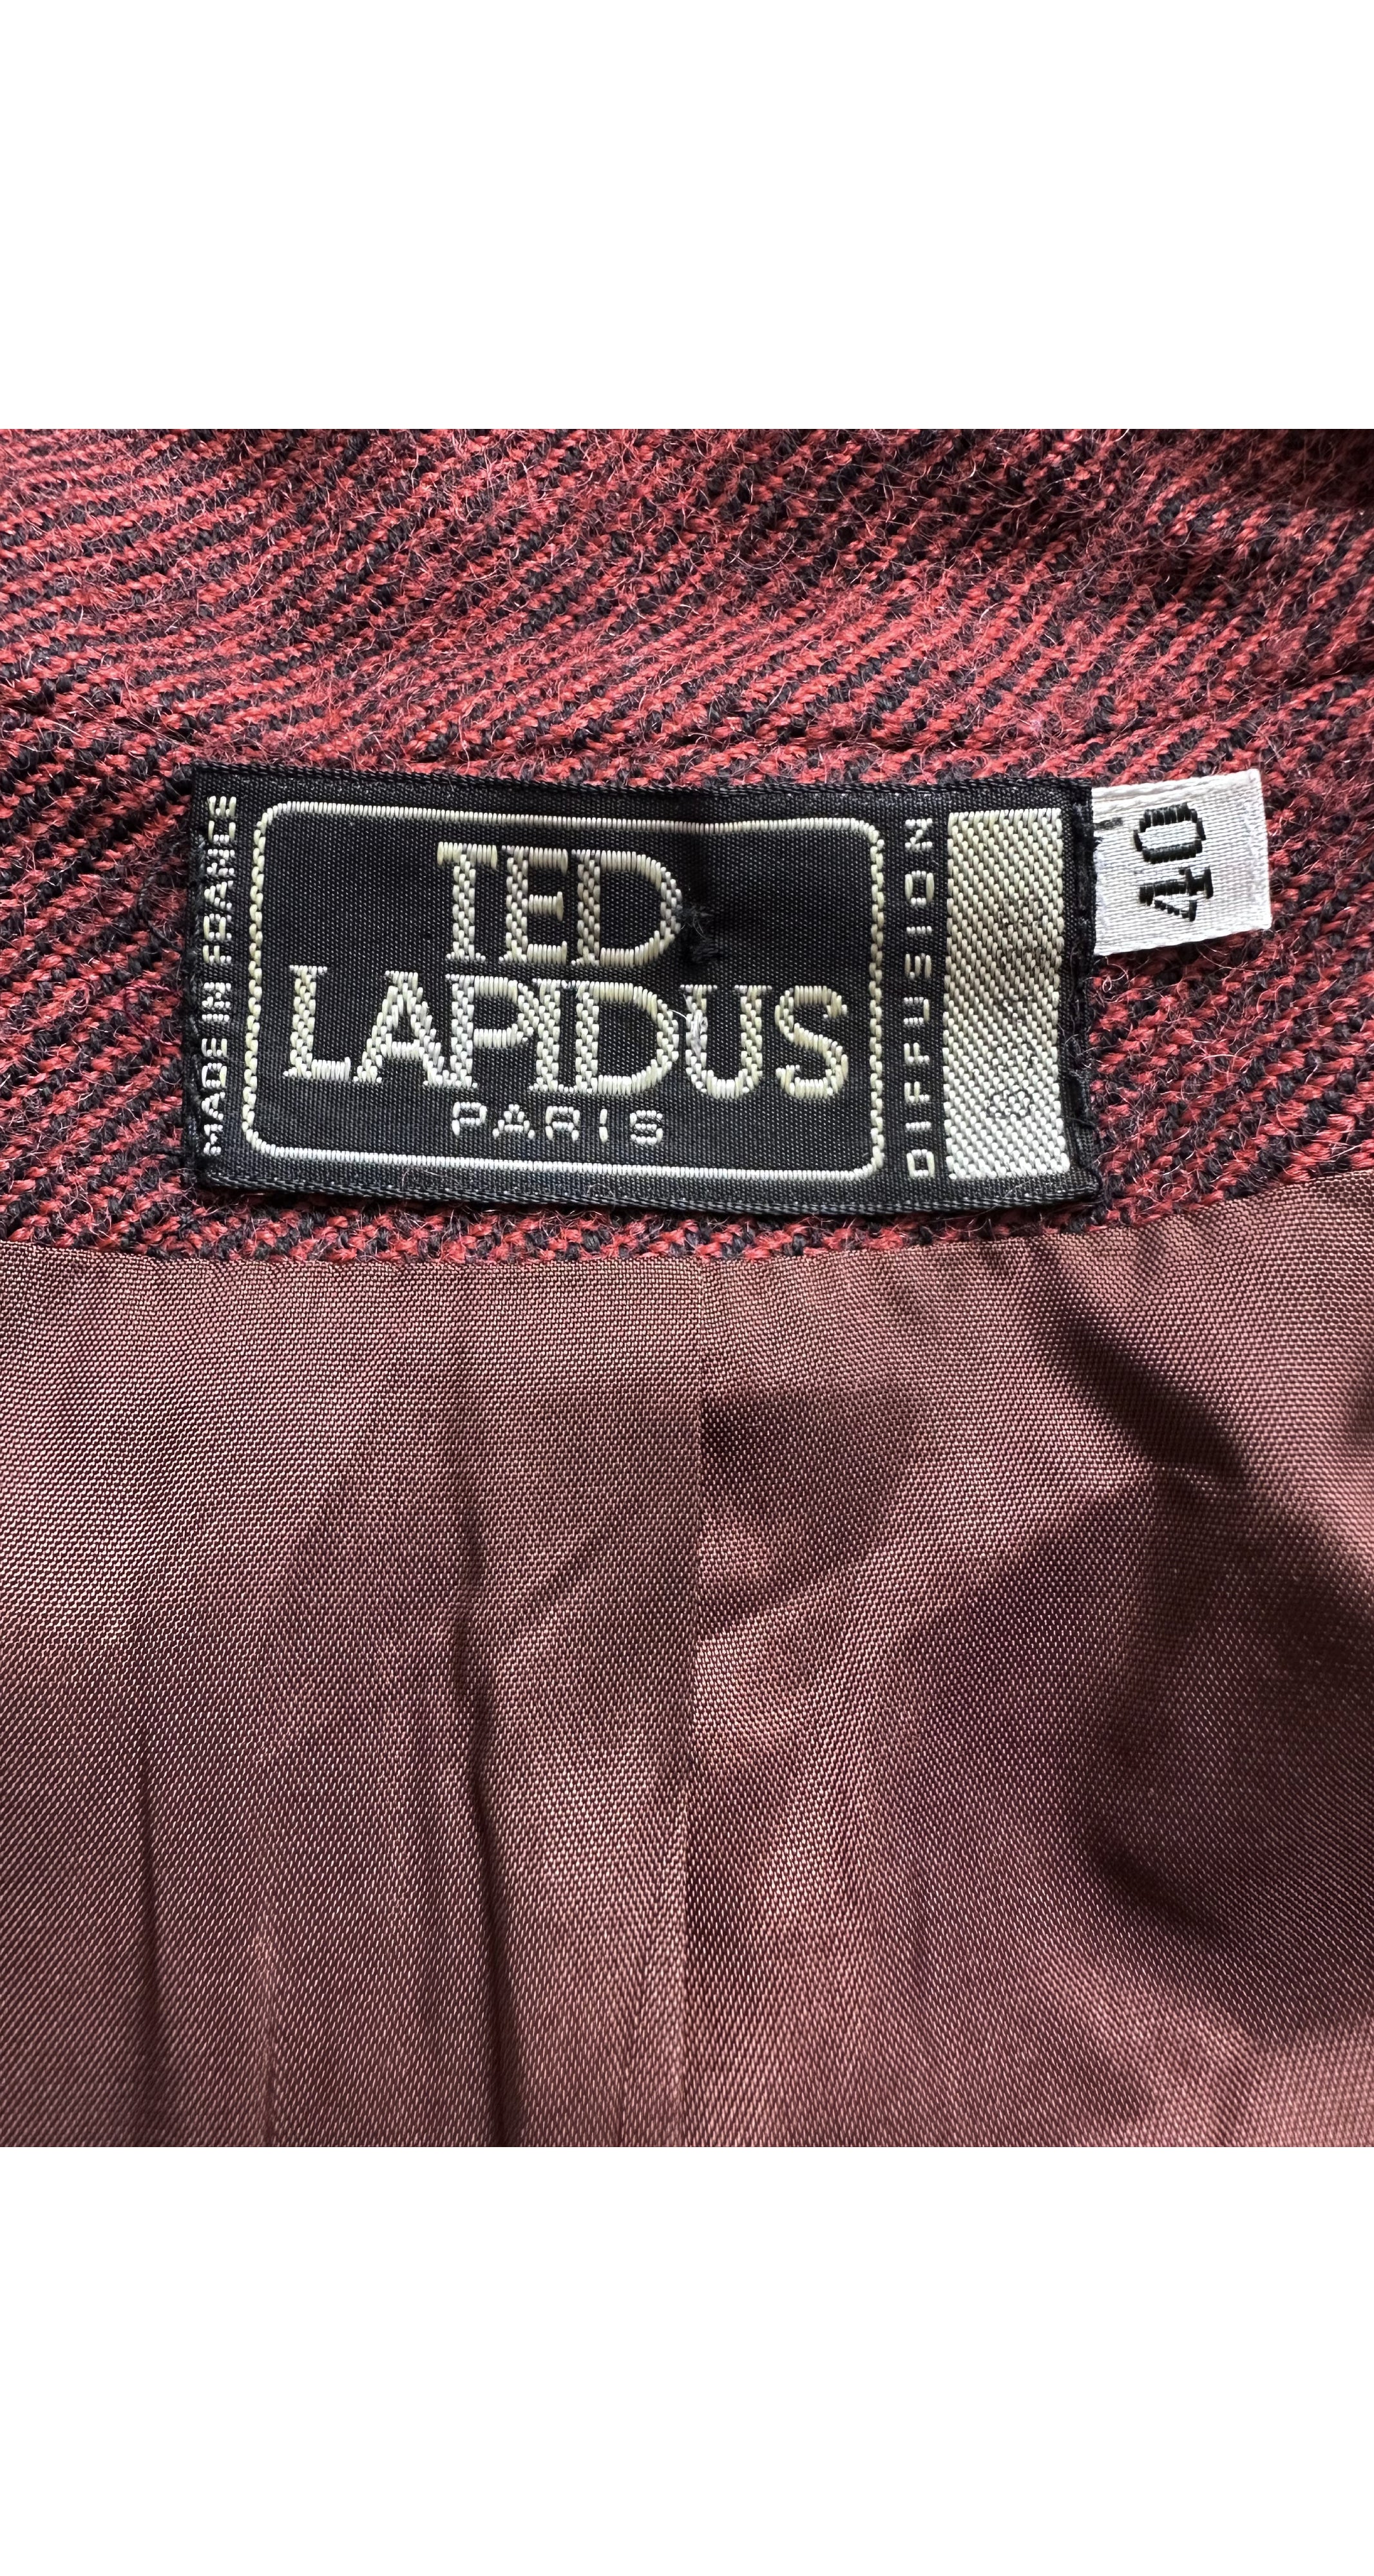 MADE IN FRANCE
TED
LAPIDUS
PARIS
DIFFUSION
40